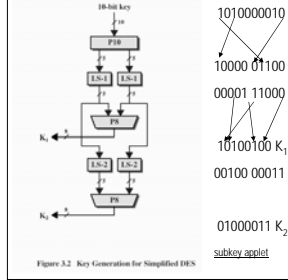 10-bit key
10
P10
5 5
LS-1 LS-1
5 5
P8
K1 8
LS-2 LS-2
5 5
P8
K2 8
Figure 3.2 Key Generation for Simplified DES
1010000010
10000 01100
00001 11000
10100100 K1
00100 00011
01000011 K2
subkey applet